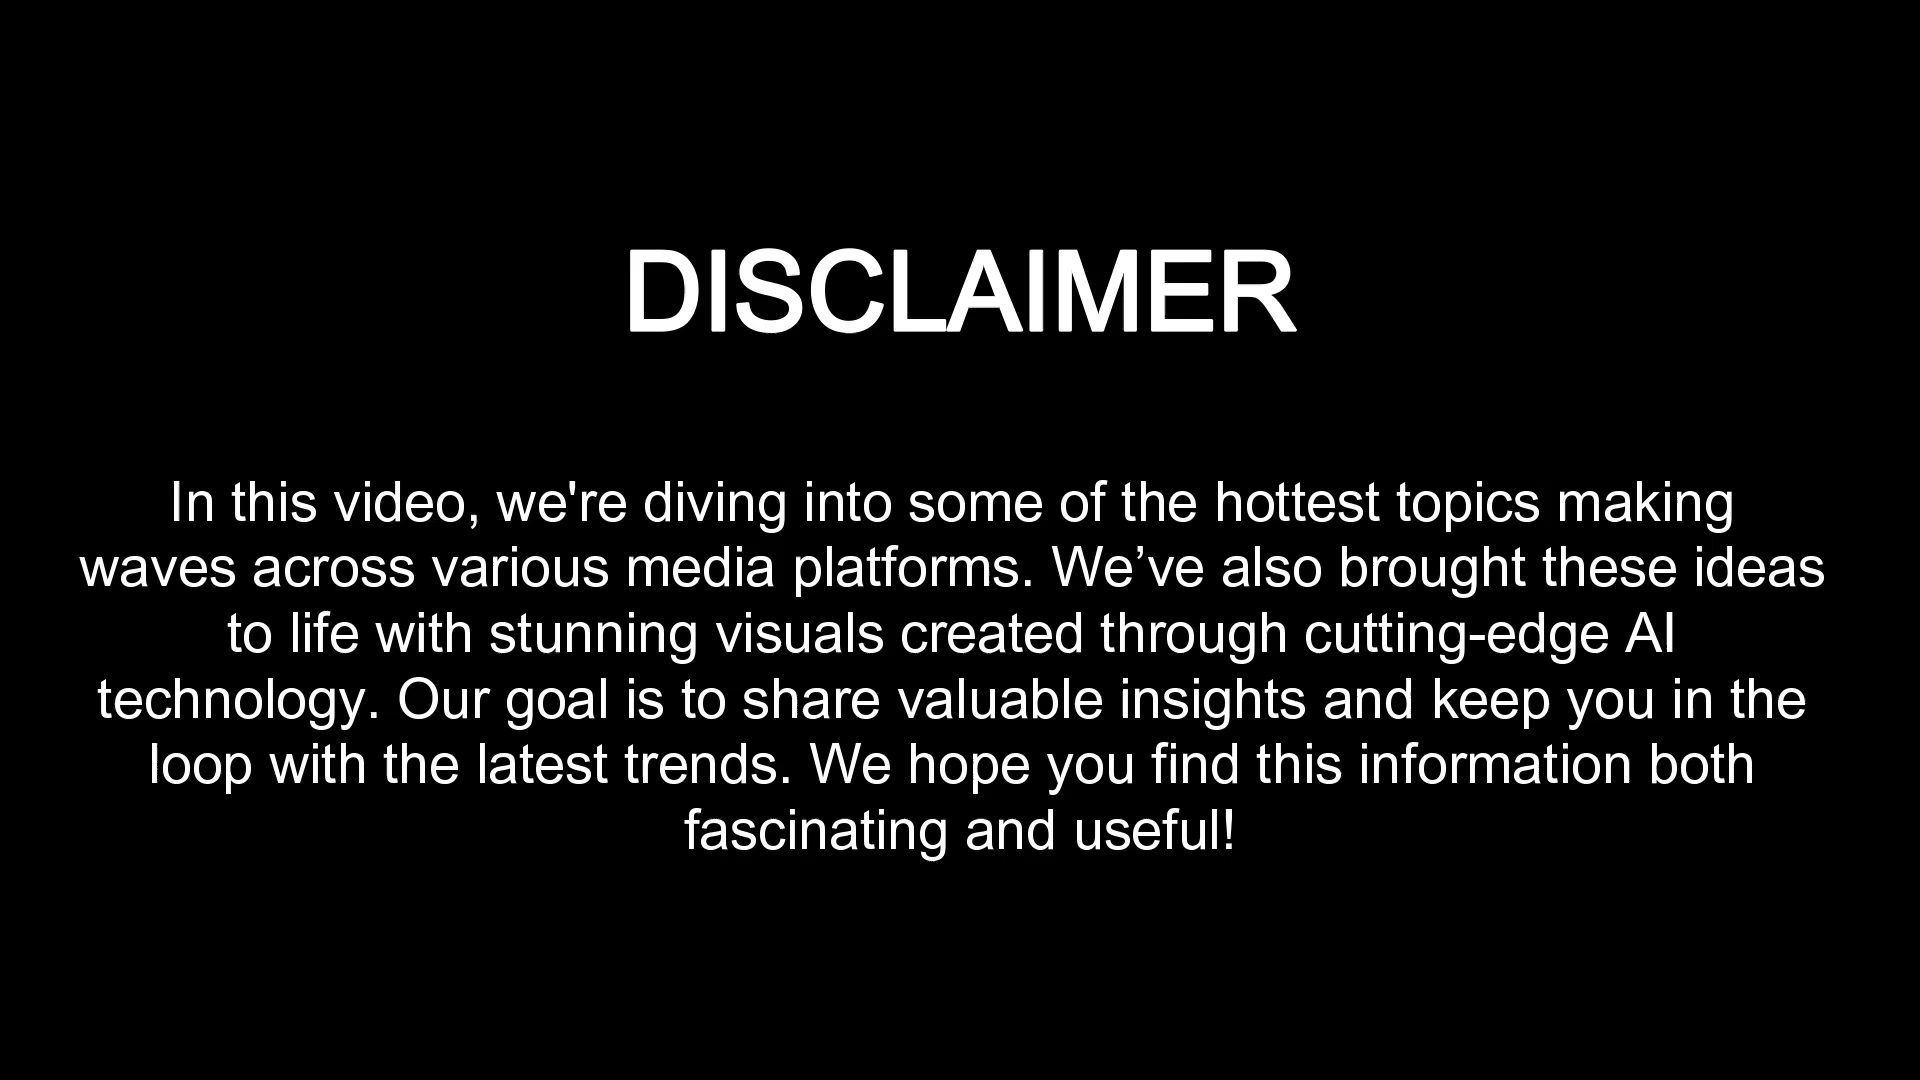 DISCLAIMER
In this video, we're diving into some of the hottest topics making
waves across various media platforms. We’ve also brought these ideas
to life with stunning visuals created through cutting-edge AI
technology. Our goal is to share valuable insights and keep you in the
loop with the latest trends. We hope you find this information both
fascinating and useful!